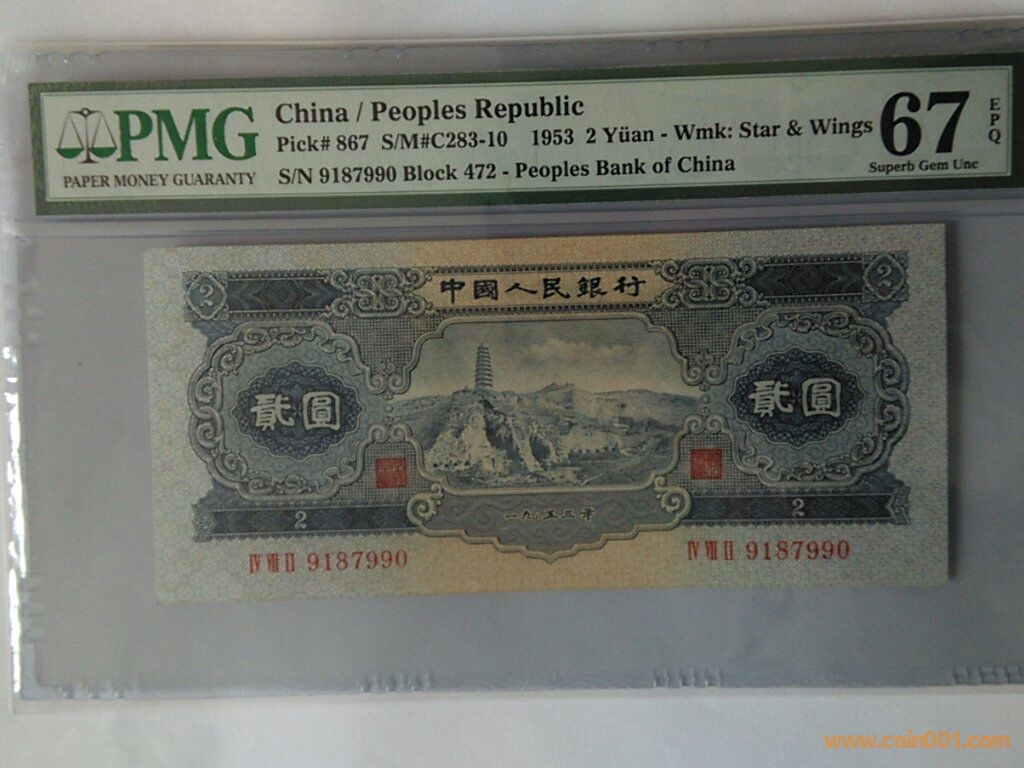 PMG
PAPER MONEY GUARANTY
China / Peoples Republic
Pick# 867 S/M#C283-10 1953 2 Yüan - Wmk: Star & Wings
S/N 9187990 Block 472 - Peoples Bank of China
67
EPQ
Superb Gem Unc
2
中國人民銀行
2
貳圓
貳圓
2
一九五三年
2
IV VII II 9187990
IV VII II 9187990
www.coin001.com